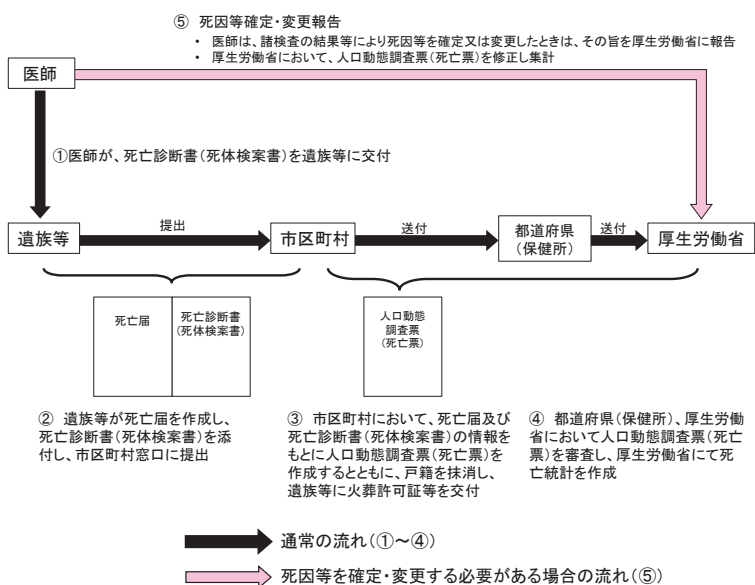 ⑤ 死因等確定・変更報告
• 医師は、諸検査の結果等により死因等を確定又は変更したときは、その旨を厚生労働省に報告
• 厚生労働省において、人口動態調査票(死亡票)を修正し集計
医師
①医師が、死亡診断書(死体検案書)を遺族等に交付
遺族等
提出
市区町村
送付
都道府県
(保健所)
送付
厚生労働省
死亡届
死亡診断書
(死体検案書)
人口動態
調査票
(死亡票)
② 遺族等が死亡届を作成し、
死亡診断書(死体検案書)を添
付し、市区町村窓口に提出
③ 市区町村において、死亡届及び
死亡診断書(死体検案書)の情報を
もとに人口動態調査票(死亡票)を
作成するとともに、戸籍を抹消し、
遺族等に火葬許可証等を交付
④ 都道府県(保健所)、厚生労働
省において人口動態調査票(死亡
票)を審査し、厚生労働省にて死
亡統計を作成
通常の流れ(①～④)
死因等を確定・変更する必要がある場合の流れ(⑤)